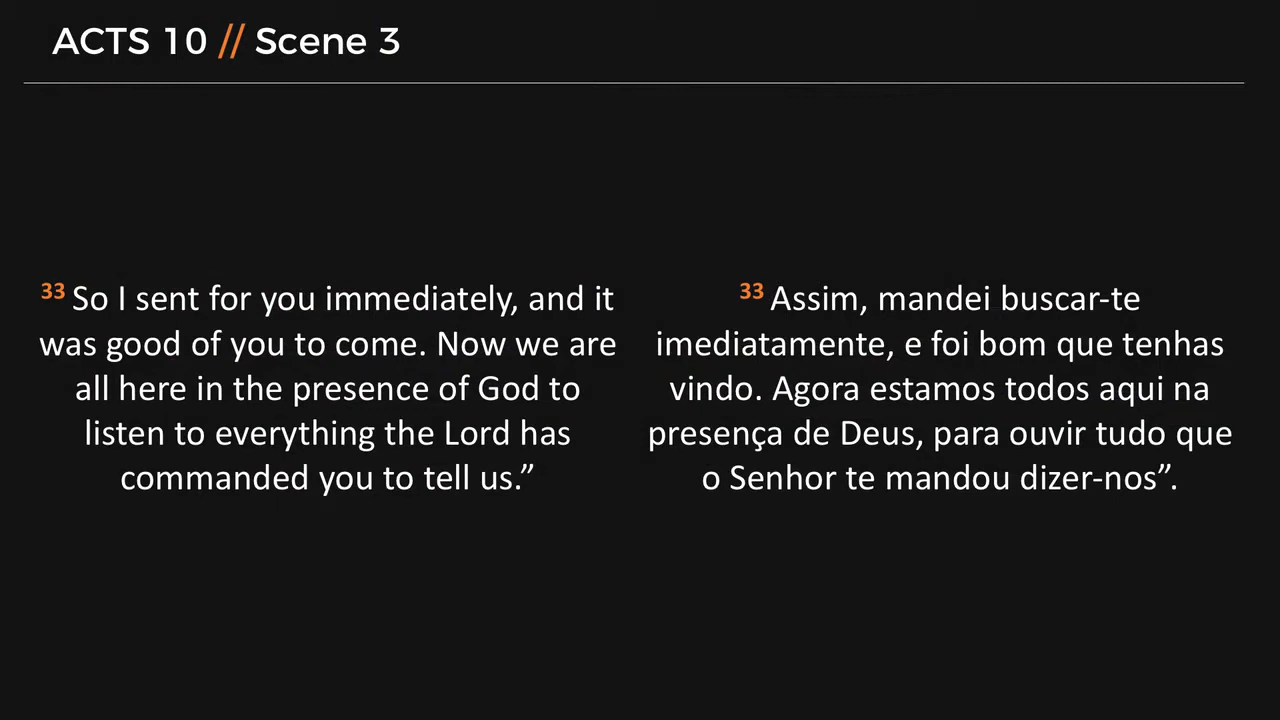 ACTS 10 // Scene 3
33 So I sent for you immediately, and it
was good of you to come. Now we are
all here in the presence of God to
listen to everything the Lord has
commanded you to tell us.”
33 Assim, mandei buscar-te
imediatamente, e foi bom que tenhas
vindo. Agora estamos todos aqui na
presença de Deus, para ouvir tudo que
o Senhor te mandou dizer-nos”.